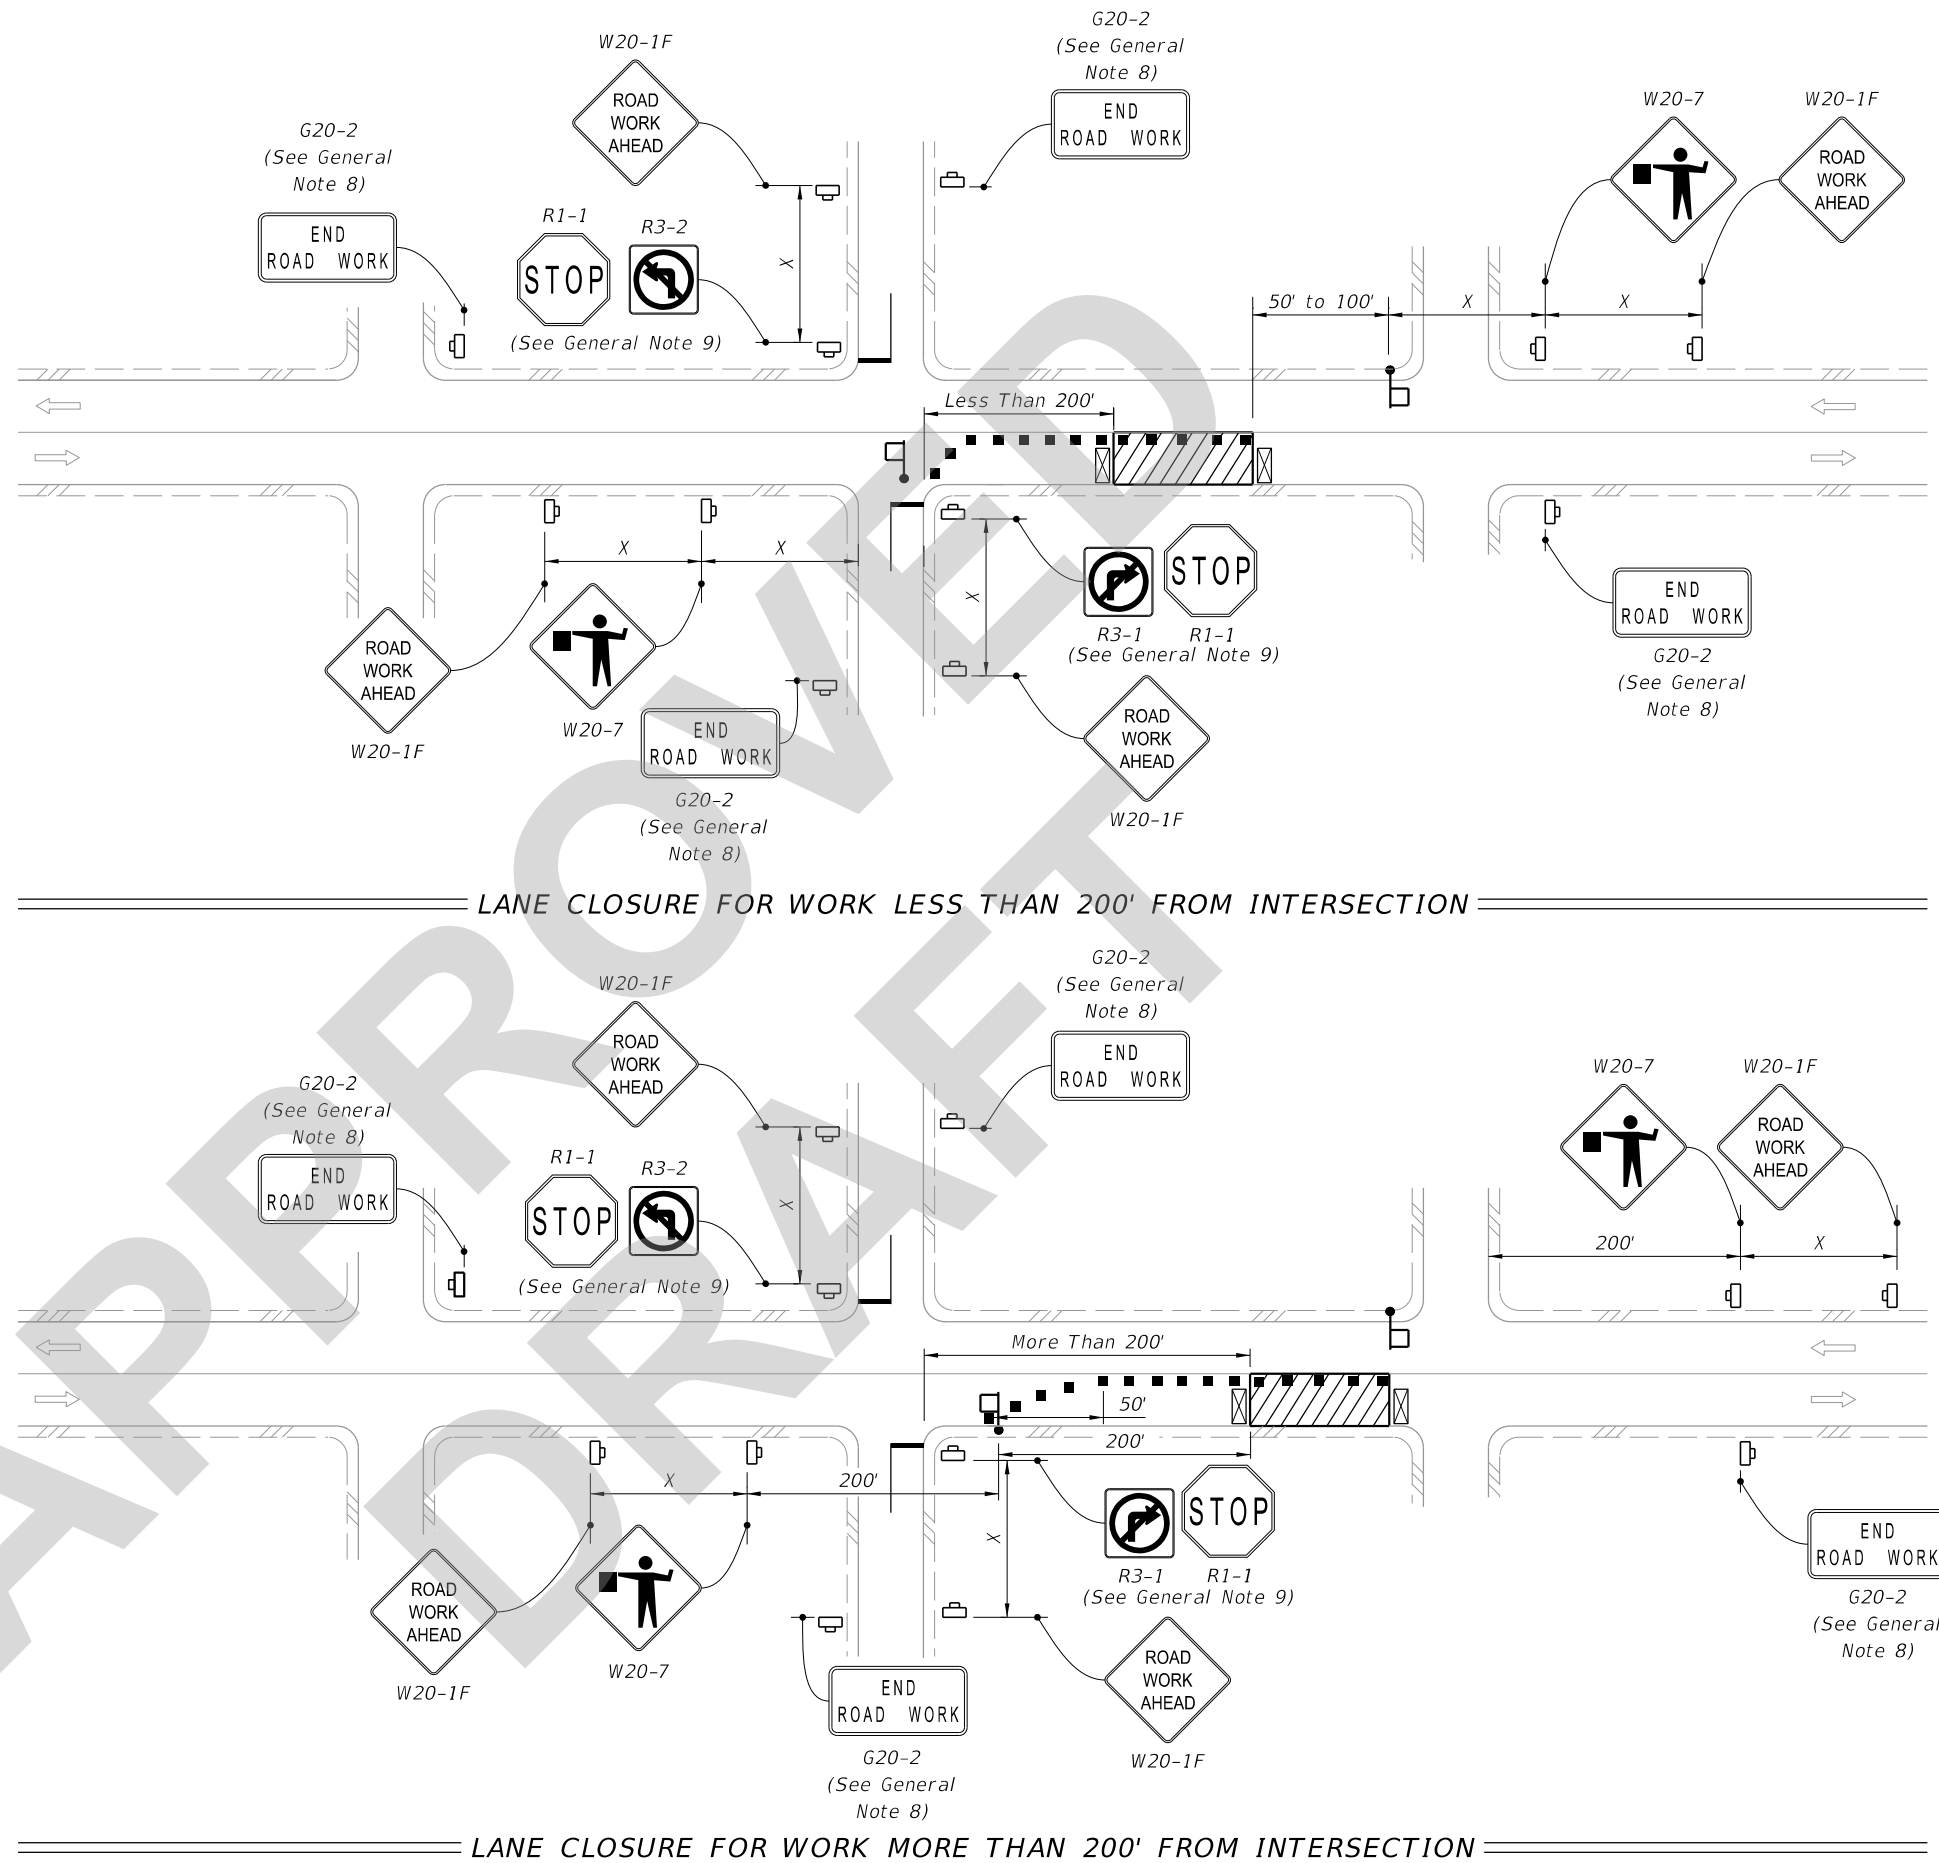 G20-2
(See General
Note 8)
W20-1F
ROAD
WORK
AHEAD
END
ROAD WORK
W20-7
W20-1F
ROAD
WORK
AHEAD
G20-2
(See General
Note 8)
END
ROAD WORK
R1-1
STOP
R3-2
(See General Note 9)
X
50' to 100'
X
X
Less Than 200'
X
X
X
R3-1
STOP
R1-1
(See General Note 9)
ROAD
WORK
AHEAD
W20-1F
W20-7
END
ROAD WORK
G20-2
(See General
Note 8)
ROAD
WORK
AHEAD
W20-1F
END
ROAD WORK
G20-2
(See General
Note 8)
LANE CLOSURE FOR WORK LESS THAN 200' FROM INTERSECTION
G20-2
(See General
Note 8)
W20-1F
ROAD
WORK
AHEAD
END
ROAD WORK
W20-7
W20-1F
ROAD
WORK
AHEAD
G20-2
(See General
Note 8)
END
ROAD WORK
R1-1
STOP
R3-2
(See General Note 9)
X
200'
X
More Than 200'
50'
200'
X
200'
X
STOP
R3-1
R1-1
(See General Note 9)
ROAD
WORK
AHEAD
W20-1F
W20-7
END
ROAD WORK
G20-2
(See General
Note 8)
ROAD
WORK
AHEAD
W20-1F
END
ROAD WORK
G20-2
(See General
Note 8)
LANE CLOSURE FOR WORK MORE THAN 200' FROM INTERSECTION
APPROVED
DRAFT